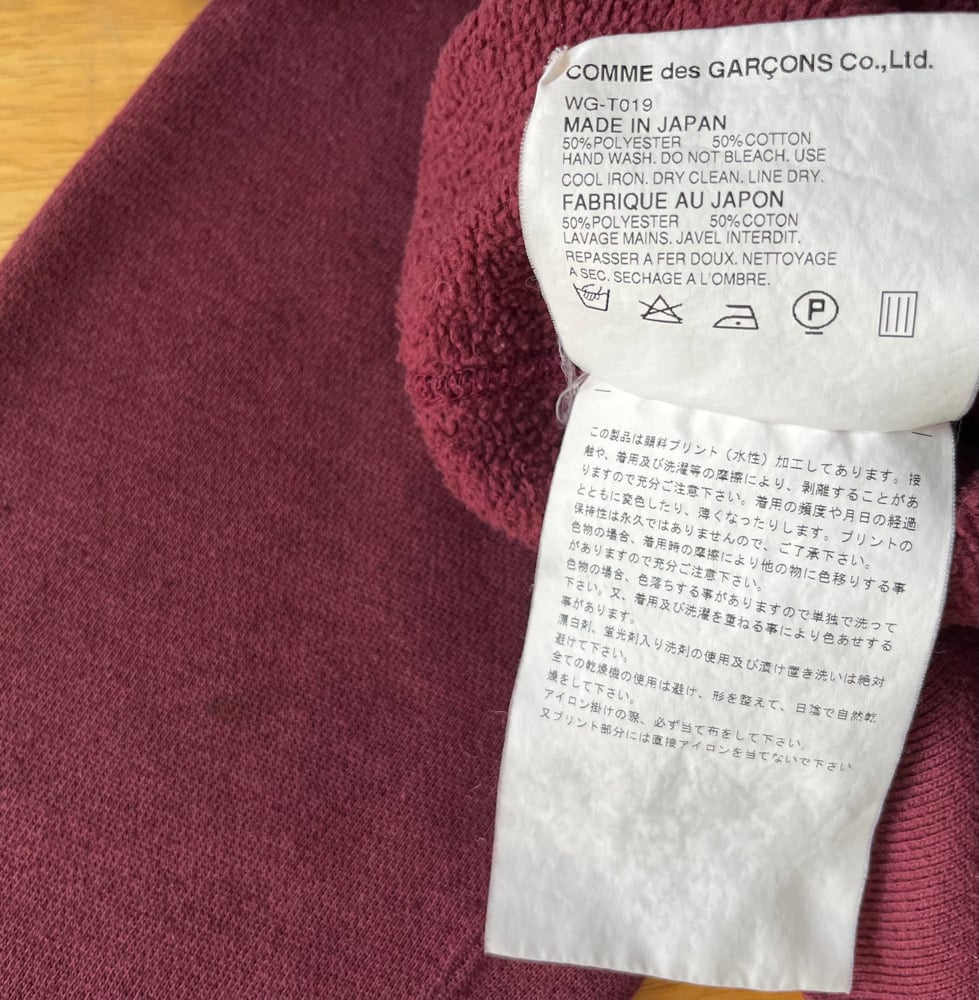 COMME des GARÇONS Co.,Ltd.
WG-T019
MADE IN JAPAN
50%POLYESTER 50%COTTON
HAND WASH. DO NOT BLEACH. USE
COOL IRON. DRY CLEAN. LINE DRY.
FABRIQUE AU JAPON
50%POLYESTER 50%COTON
LAVAGE MAINS. JAVEL INTERDIT.
REPASSER A FER DOUX. NETTOYAGE
A SEC. SECHAGE A L'OMBRE.
P
この製品は顔料プリント（水性）加工してあります。接
触や、着用及び洗濯等の摩擦により、剥離することがあ
りますので充分ご注意下さい。着用の頻度や月日の経過
とともに変色したり、薄くなったりします。プリントの
保持性は永久ではありませんので、ご了承下さい。
色物の場合、着用時の摩擦により他の物に色移りする事
がありますので充分ご注意下さい。
色物の場合、色落ちする事がありますので単独で洗って
下さい。又、着用及び洗濯を重ねる事により色あせする
事があります。
漂白剤、蛍光剤入り洗剤の使用及び漬け置き洗いは絶対
避けて下さい。
全ての乾燥機の使用は避け、形を整えて、日陰で自然乾
燥をして下さい。
アイロン掛けの際、必ず当て布をして下さい。
又プリント部分には直接アイロンを当てないで下さい